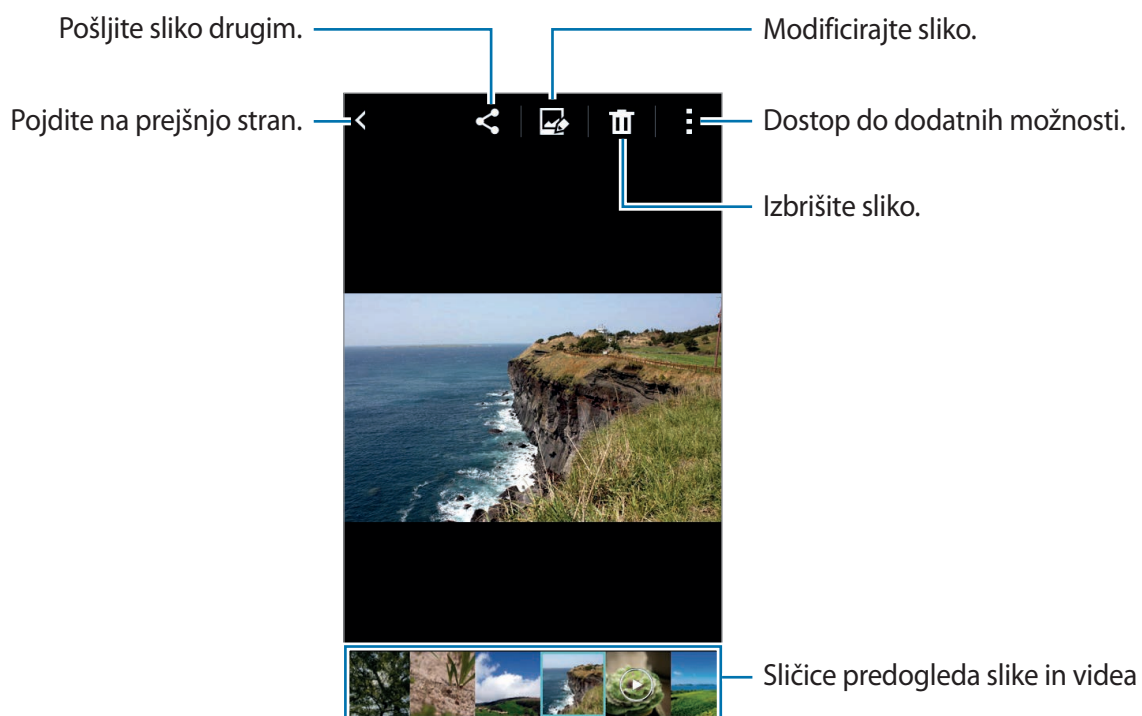 Pošljite sliko drugim.
Modificirajte sliko.
Pojdite na prejšnjo stran.
Dostop do dodatnih možnosti.
Izbrišite sliko.
Sličice predogleda slike in videa